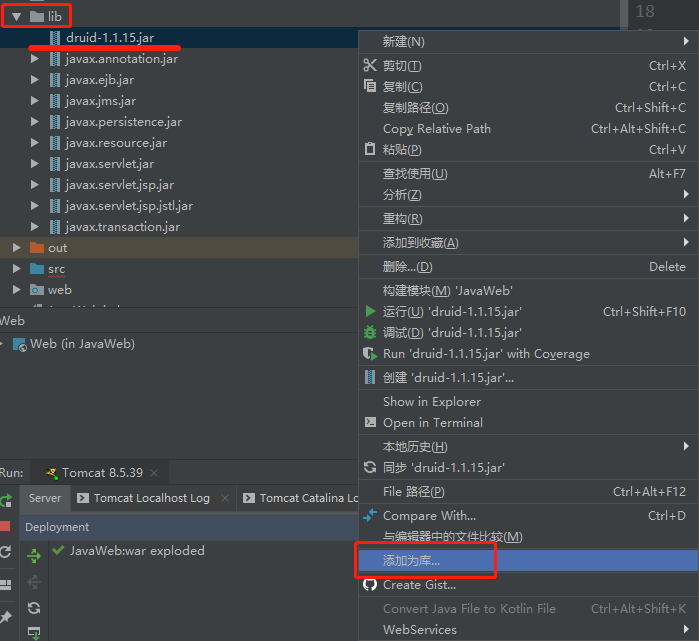 lib
18
druid-1.1.15.jar
javax.annotation.jar
javax.ejb.jar
javax.jms.jar
javax.persistence.jar
javax.resource.jar
javax.servlet.jar
javax.servlet.jsp.jar
javax.servlet.jsp.jstl.jar
javax.transaction.jar
out
src
web
Web
Web (in JavaWeb)
Run:
Tomcat 8.5.39
Server
Tomcat Localhost Log
Tomcat Catalina Lo
Deployment
JavaWeb:war exploded
新建(N)
剪切(T) Ctrl+X
复制(C) Ctrl+C
复制路径(O) Ctrl+Shift+C
Copy Relative Path Ctrl+Alt+Shift+C
粘贴(P) Ctrl+V
查找使用(U) Alt+F7
分析(Z)
重构(R)
添加到收藏(A)
删除...(D) Delete
构建模块(M) 'JavaWeb'
运行(U) 'druid-1.1.15.jar' Ctrl+Shift+F10
调试(D) 'druid-1.1.15.jar'
Run 'druid-1.1.15.jar' with Coverage
创建 'druid-1.1.15.jar'...
Show in Explorer
Open in Terminal
本地历史(H)
同步 'druid-1.1.15.jar'
File 路径(P) Ctrl+Alt+F12
Compare With... Ctrl+D
与编辑器中的文件比较(M)
添加为库...
Create Gist...
Convert Java File to Kotlin File Ctrl+Alt+Shift+K
WebServices